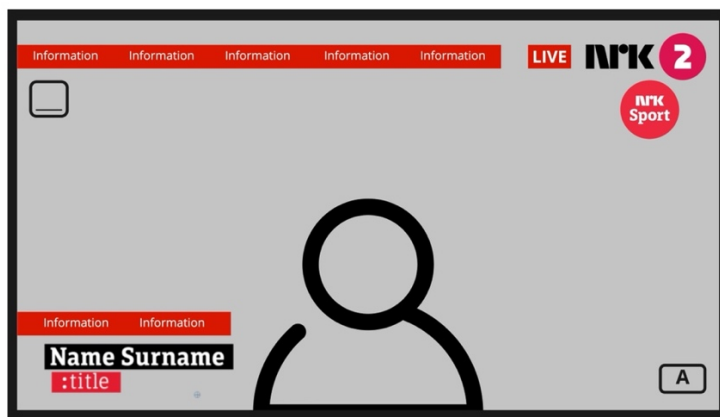 Information Information Information Information Information LIVE NRK 2
NRK Sport
Information Information
Name Surname
:title
A